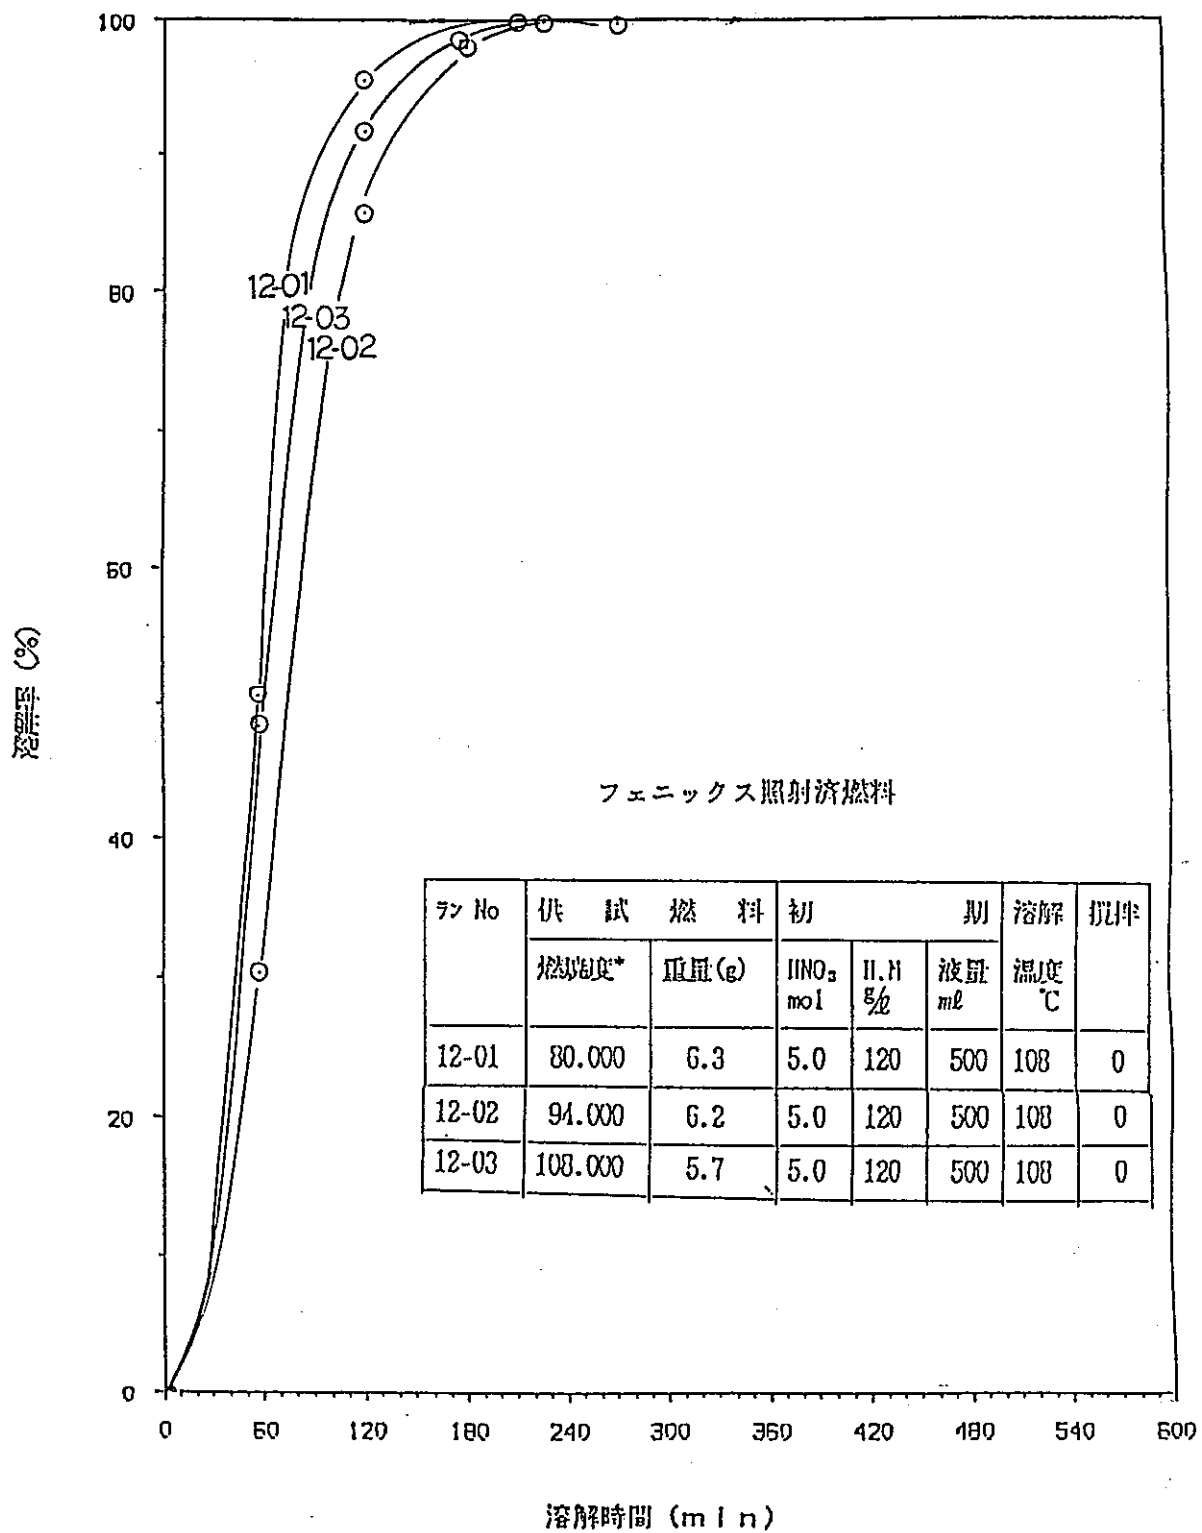 100
80
60
40
20
0
溶解率 (%)
12-01
12-03
12-02
フェニックス照射済燃料
ラン No 供 試 燃 料 初 期 溶解 撹拌
燃焼度* 重量(g) HNO₃ H.M 液量 温度
mol g/ℓ mℓ ℃
12-01 80.000 6.3 5.0 120 500 108 0
12-02 94.000 6.2 5.0 120 500 108 0
12-03 108.000 5.7 5.0 120 500 108 0
0 60 120 180 240 300 360 420 480 540 600
溶解時間 (min)